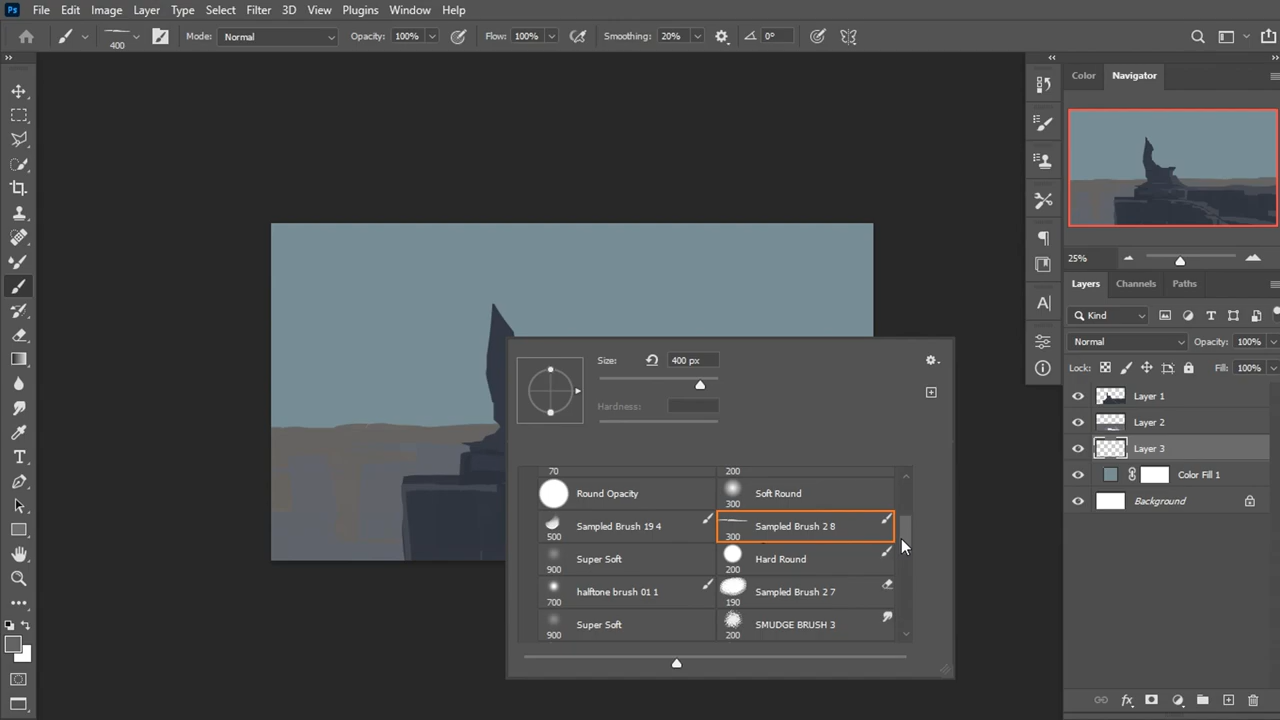 Ps File Edit Image Layer Type Select Filter 3D View Plugins Window Help
400 Mode: Normal Opacity: 100% Flow: 100% Smoothing: 20% 0°
Color Navigator
25%
Layers Channels Paths
Kind
Normal Opacity: 100%
Lock: Fill: 100%
Layer 1
Layer 2
Layer 3
Color Fill 1
Background
fx
Size: 400 px
Hardness:
70 200
Round Opacity Soft Round
300
Sampled Brush 19 4 Sampled Brush 2 8
500 300
Super Soft Hard Round
900 200
halftone brush 01 1 Sampled Brush 2 7
700 190
Super Soft SMUDGE BRUSH 3
900 200